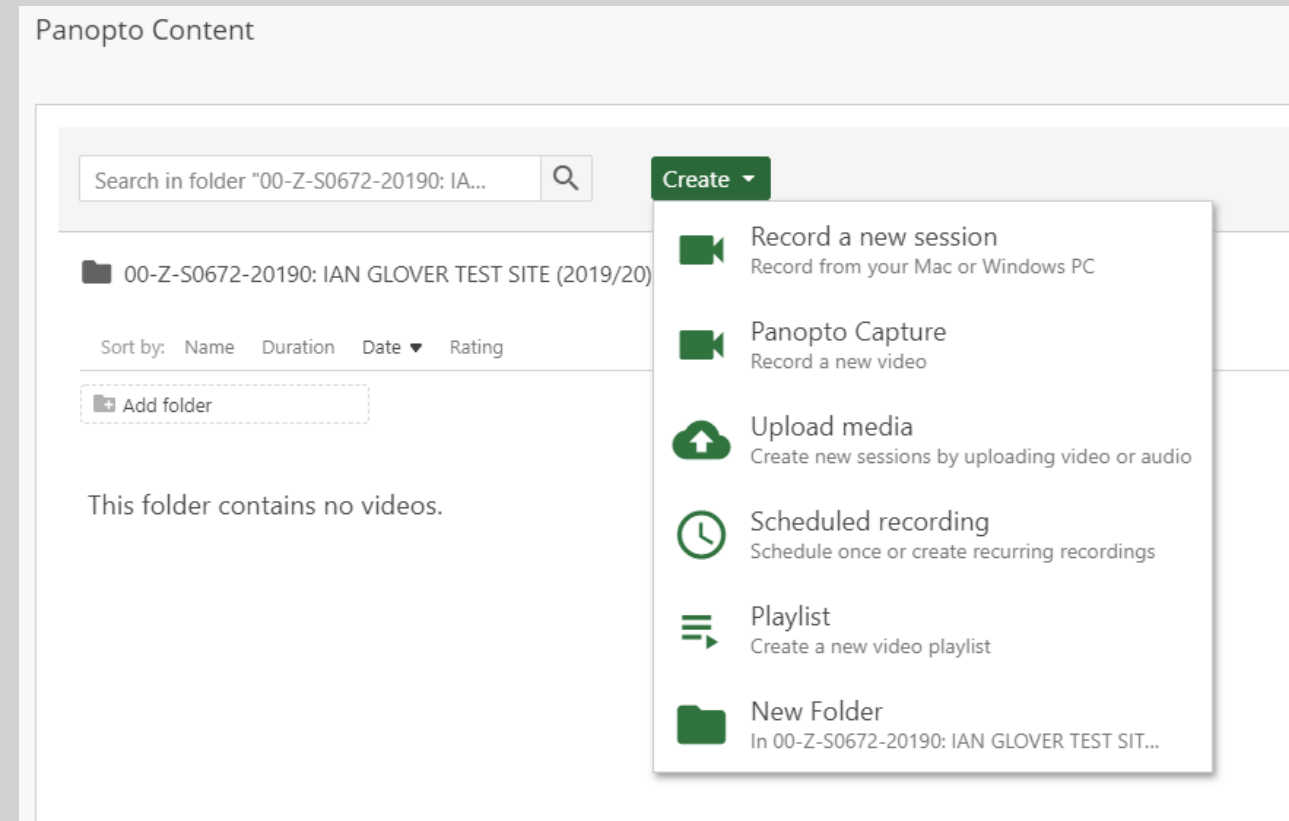 Panopto Content
Search in folder "00-Z-S0672-20190: IA...
Create
00-Z-S0672-20190: IAN GLOVER TEST SITE (2019/20)
Sort by: Name Duration Date Rating
Add folder
This folder contains no videos.
Record a new session
Record from your Mac or Windows PC
Panopto Capture
Record a new video
Upload media
Create new sessions by uploading video or audio
Scheduled recording
Schedule once or create recurring recordings
Playlist
Create a new video playlist
New Folder
In 00-Z-S0672-20190: IAN GLOVER TEST SIT...